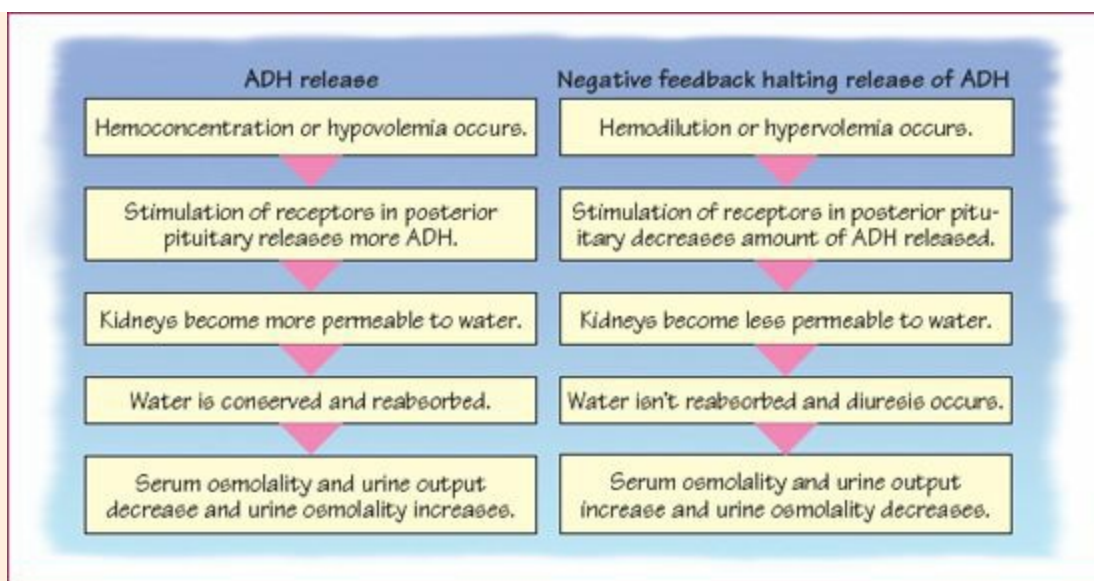 ADH release
Hemoconcentration or hypovolemia occurs.
Stimulation of receptors in posterior
pituitary releases more ADH.
Kidneys become more permeable to water.
Water is conserved and reabsorbed.
Serum osmolality and urine output
decrease and urine osmolality increases.
Negative feedback halting release of ADH
Hemodilution or hypervolemia occurs.
Stimulation of receptors in posterior pitu-
itary decreases amount of ADH released.
Kidneys become less permeable to water.
Water isn't reabsorbed and diuresis occurs.
Serum osmolality and urine output
increase and urine osmolality decreases.